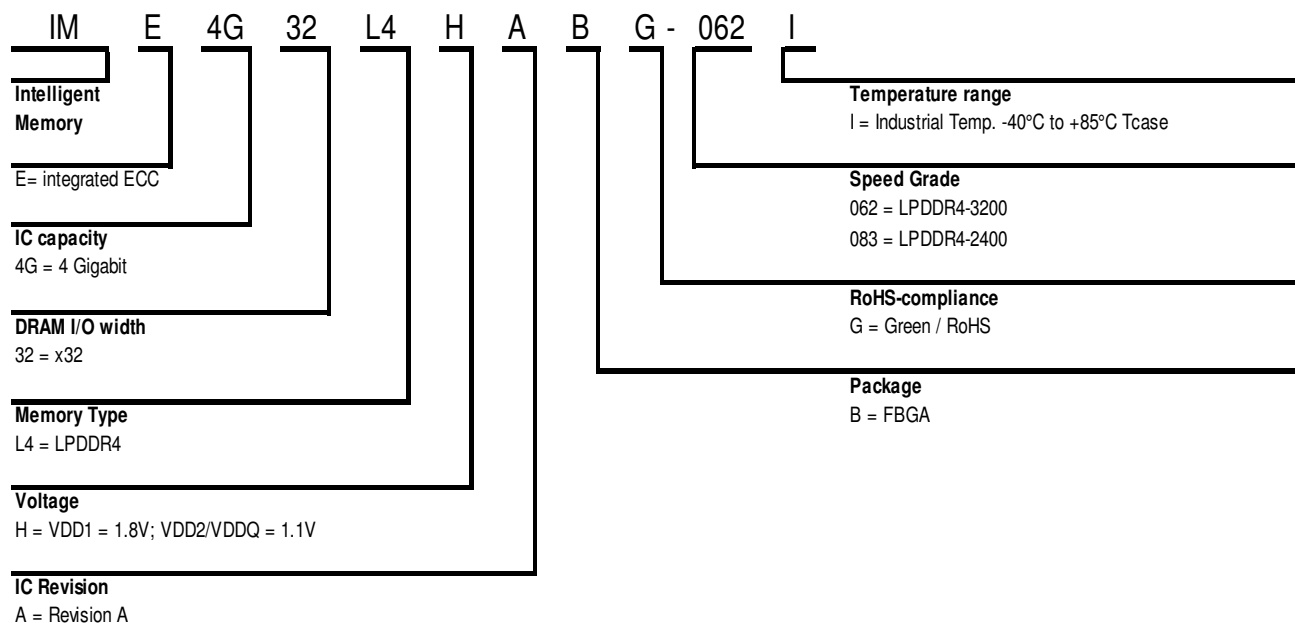 IM E 4G 32 L4 H A B G - 062 I
Intelligent
Memory
E= integrated ECC
IC capacity
4G = 4 Gigabit
DRAM I/O width
32 = x32
Memory Type
L4 = LPDDR4
Voltage
H = VDD1 = 1.8V; VDD2/VDDQ = 1.1V
IC Revision
A = Revision A
Temperature range
I = Industrial Temp. -40°C to +85°C Tcase
Speed Grade
062 = LPDDR4-3200
083 = LPDDR4-2400
RoHS-compliance
G = Green / RoHS
Package
B = FBGA